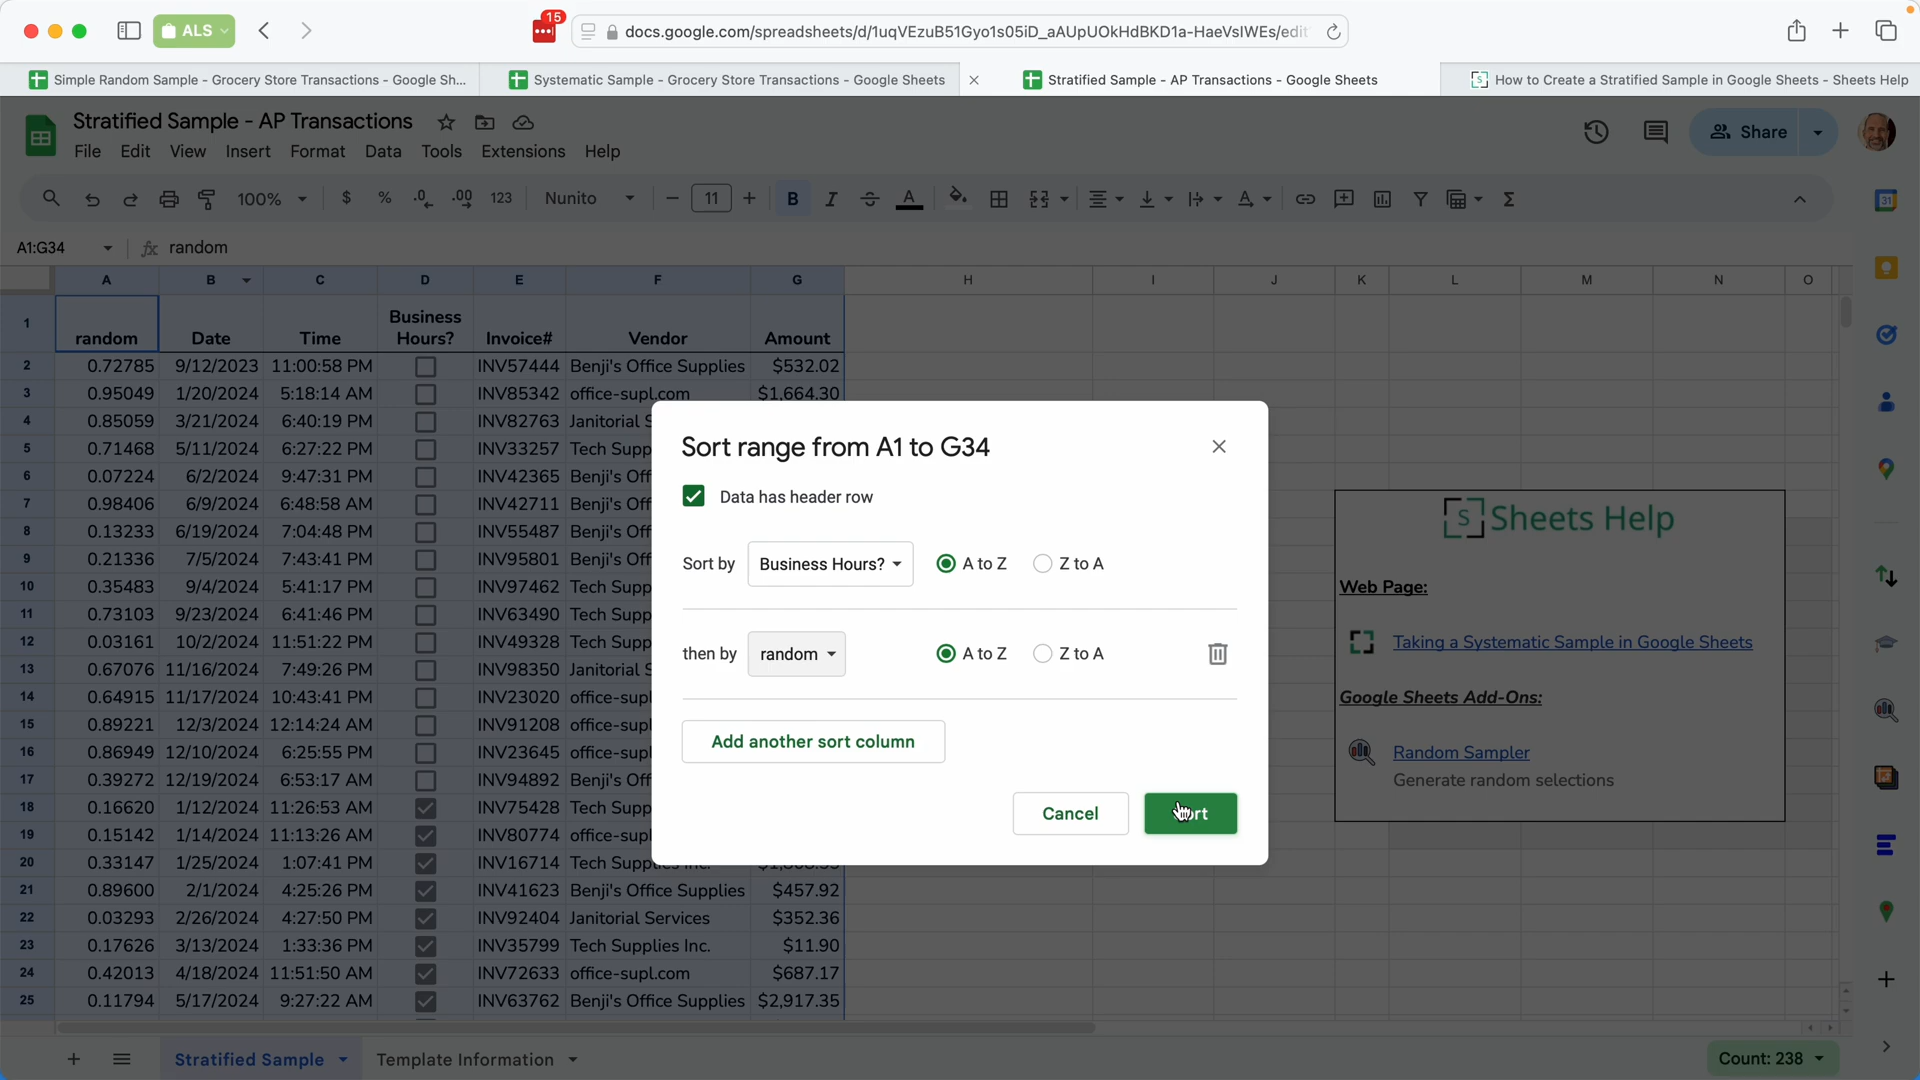 15
ALS
docs.google.com/spreadsheets/d/1uqVEzuB51Gyo1s05iD_aAUpUOkHdBKD1a-HaeVsIWEs/edit
Simple Random Sample - Grocery Store Transactions - Google Sh...
Systematic Sample - Grocery Store Transactions - Google Sheets
Stratified Sample - AP Transactions - Google Sheets
How to Create a Stratified Sample in Google Sheets - Sheets Help
Stratified Sample - AP Transactions
File Edit View Insert Format Data Tools Extensions Help
Share
100% $ % .0 .00 123 Nunito 11 B I S A
A1:G34 fx random
A B C D E F G H I J K L M N O
1 random Date Time Business Hours? Invoice# Vendor Amount
2 0.72785 9/12/2023 11:00:58 PM INV57444 Benji's Office Supplies $532.02
3 0.95049 1/20/2024 5:18:14 AM INV85342 office-supl.com $1,664.30
4 0.85059 3/21/2024 6:40:19 PM INV82763 Janitorial S
5 0.71468 5/11/2024 6:27:22 PM INV33257 Tech Supp
6 0.07224 6/2/2024 9:47:31 PM INV42365 Benji's Off
7 0.98406 6/9/2024 6:48:58 AM INV42711 Benji's Off
8 0.13233 6/19/2024 7:04:48 PM INV55487 Benji's Off
9 0.21336 7/5/2024 7:43:41 PM INV95801 Benji's Off
10 0.35483 9/4/2024 5:41:17 PM INV97462 Tech Supp
11 0.73103 9/23/2024 6:41:46 PM INV63490 Tech Supp
12 0.03161 10/2/2024 11:51:22 PM INV49328 Tech Supp
13 0.67076 11/16/2024 7:49:26 PM INV98350 Janitorial S
14 0.64915 11/17/2024 10:43:41 PM INV23020 office-supl
15 0.89221 12/3/2024 12:14:24 AM INV91208 office-supl
16 0.86949 12/10/2024 6:25:55 PM INV23645 office-supl
17 0.39272 12/19/2024 6:53:17 AM INV94892 Benji's Off
18 0.16620 1/12/2024 11:26:53 AM INV75428 Tech Supp
19 0.15142 1/14/2024 11:13:26 AM INV80774 office-supl
20 0.33147 1/25/2024 1:07:41 PM INV16714 Tech Supplies Inc.
21 0.89600 2/1/2024 4:25:26 PM INV41623 Benji's Office Supplies $457.92
22 0.03293 2/26/2024 4:27:50 PM INV92404 Janitorial Services $352.36
23 0.17626 3/13/2024 1:33:36 PM INV35799 Tech Supplies Inc. $11.90
24 0.42013 4/18/2024 11:51:50 AM INV72633 office-supl.com $687.17
25 0.11794 5/17/2024 9:27:22 AM INV63762 Benji's Office Supplies $2,917.35
Sort range from A1 to G34
Data has header row
Sort by Business Hours? A to Z Z to A
then by random A to Z Z to A
Add another sort column
Cancel
Sheets Help
Web Page:
Taking a Systematic Sample in Google Sheets
Google Sheets Add-Ons:
Random Sampler
Generate random selections
31
Stratified Sample Template Information
Count: 238